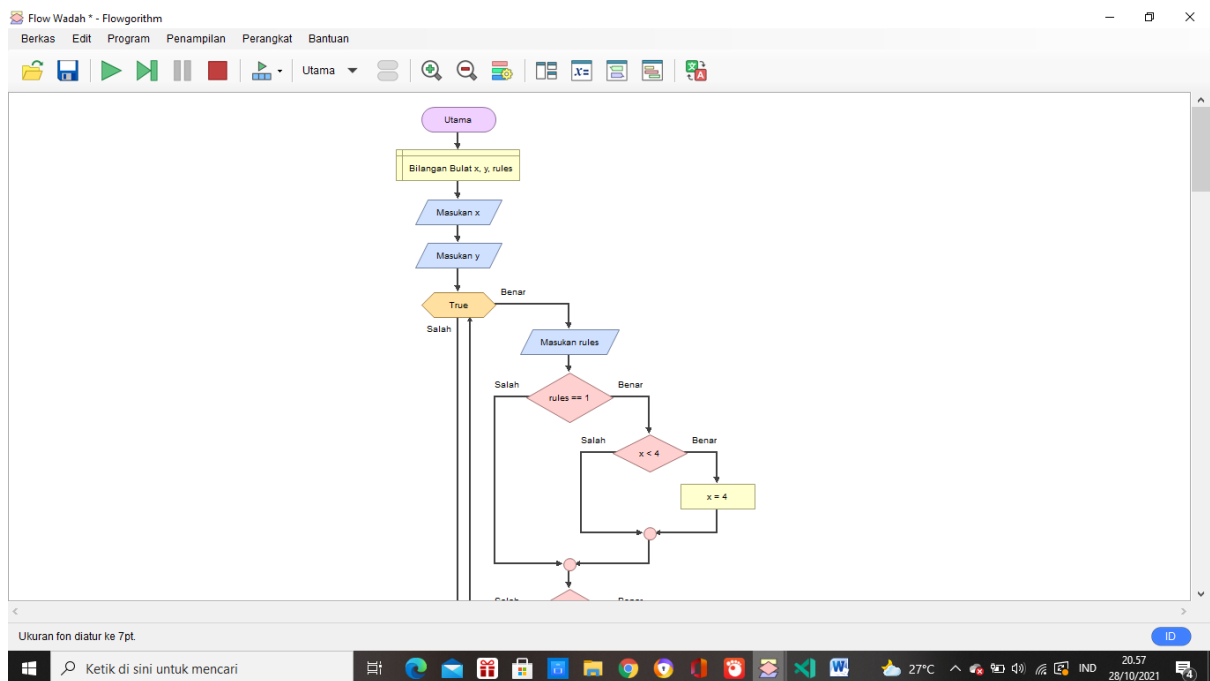 Flow Wadah * - Flowgorithm
Berkas Edit Program Penampilan Perangkat Bantuan
Utama
x=
Utama
Bilangan Bulat x, y, rules
Masukan x
Masukan y
Benar
True
Salah
Masukan rules
Salah Benar
rules == 1
Salah Benar
x < 4
x = 4
Ukuran fon diatur ke 7pt.
ID
Ketik di sini untuk mencari
27°C
IND
20.57
28/10/2021
4